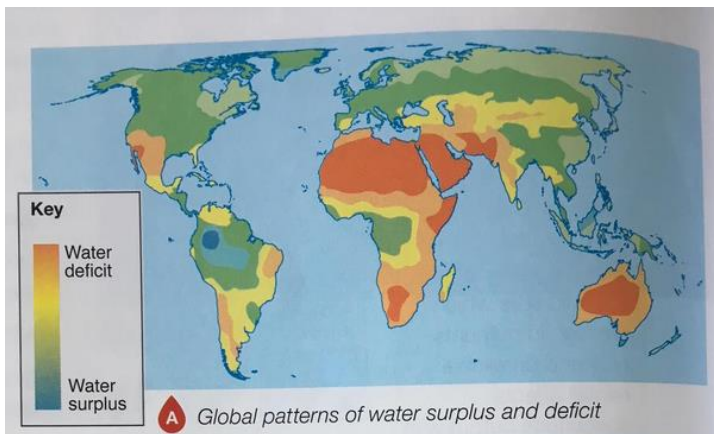 Key
Water
deficit
Water
surplus
A Global patterns of water surplus and deficit